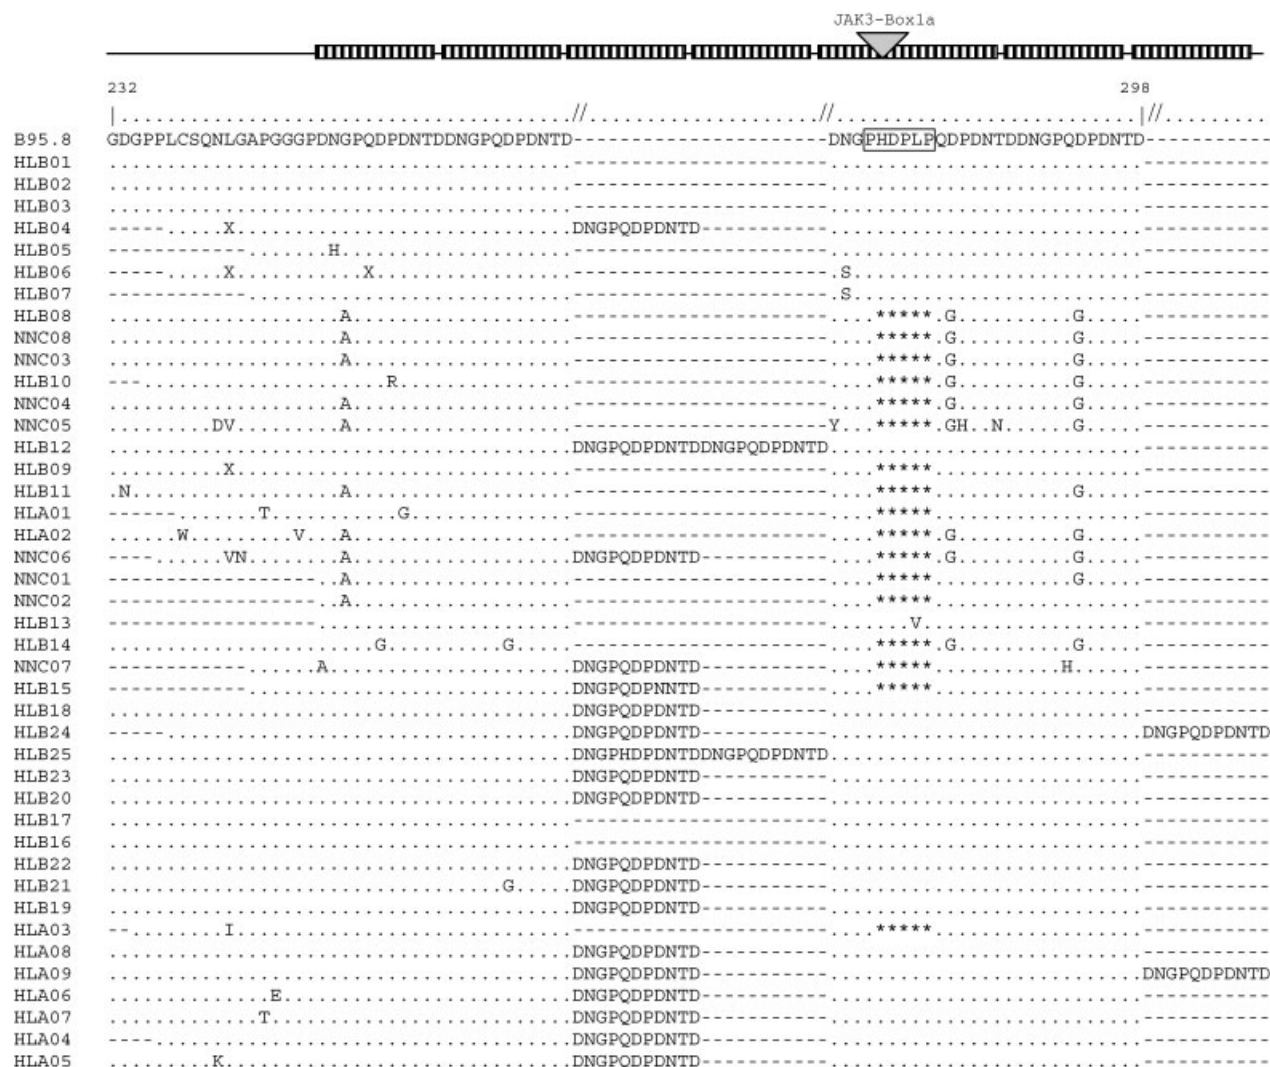 JAK3-Box1a
232 298
|.......................................//....................//..........................|//.........
B95.8 GDGPPLCSQNLGAPGGGPDNGPQDPDNTDDNGPQDPDNTD----------------------DNGPHDPLPQDPDNTDDNGPQDPDNTD-----------
HLB01 ........................................----------------------...........................-----------
HLB02 ........................................----------------------...........................-----------
HLB03 ........................................----------------------...........................-----------
HLB04 -----.....X.............................DNGPQDPDNTD-----------...........................-----------
HLB05 ------------.......H....................----------------------...........................-----------
HLB06 -----.....X...........X.................----------------------.S.........................-----------
HLB07 ------------............................----------------------.S.........................-----------
HLB08 ....................A...................----------------------....*****.G..........G.....-----------
NNC08 ....................A...................----------------------....*****.G..........G.....-----------
NNC03 ....................A...................----------------------....*****.G..........G.....-----------
HLB10 ---.....................R...............----------------------....*****.G..........G.....-----------
NNC04 ....................A...................----------------------....*****.G..........G.....-----------
NNC05 .........DV.........A...................----------------------Y...*****.GH..N......G.....-----------
HLB12 ........................................DNGPQDPDNTDDNGPQDPDNTD...........................-----------
HLB09 ..........X.............................----------------------....*****..................-----------
HLB11 .N..................A...................----------------------....*****............G.....-----------
HLA01 ------.......T...........G..............----------------------....*****..................-----------
HLA02 ......W.........V...A...................----------------------....*****.G..........G.....-----------
NNC06 ----......VN........A...................DNGPQDPDNTD-----------....*****.G..........G.....-----------
NNC01 ------------------..A...................----------------------....*****............G.....-----------
NNC02 ------------------..A...................----------------------....*****..................-----------
HLB13 ------------------......................----------------------.......V...................-----------
HLB14 .......................G..........G.....----------------------....*****.G..........G.....-----------
NNC07 ------------......A.....................DNGPQDPDNTD-----------....*****...........H......-----------
HLB15 ------------............................DNGPQDPNNTD-----------....*****..................-----------
HLB18 ........................................DNGPQDPDNTD-----------...........................-----------
HLB24 -----...................................DNGPQDPDNTD-----------...........................DNGPQDPDNTD
HLB25 ........................................DNGPHDPDNTDDNGPQDPDNTD...........................-----------
HLB23 ........................................DNGPQDPDNTD-----------...........................-----------
HLB20 ........................................DNGPQDPDNTD-----------...........................-----------
HLB17 ........................................----------------------...........................-----------
HLB16 ........................................----------------------...........................-----------
HLB22 ........................................DNGPQDPDNTD-----------...........................-----------
HLB21 ..................................G.....DNGPQDPDNTD-----------...........................-----------
HLB19 ........................................DNGPQDPDNTD-----------...........................-----------
HLA03 --........I.............................----------------------....*****..................-----------
HLA08 ........................................DNGPQDPDNTD-----------...........................-----------
HLA09 ........................................DNGPQDPDNTD-----------...........................DNGPQDPDNTD
HLA06 ..............E.........................DNGPQDPDNTD-----------...........................-----------
HLA07 .............T..........................DNGPQDPDNTD-----------...........................-----------
HLA04 ----....................................DNGPQDPDNTD-----------...........................-----------
HLA05 .........K..............................DNGPQDPDNTD-----------...........................-----------